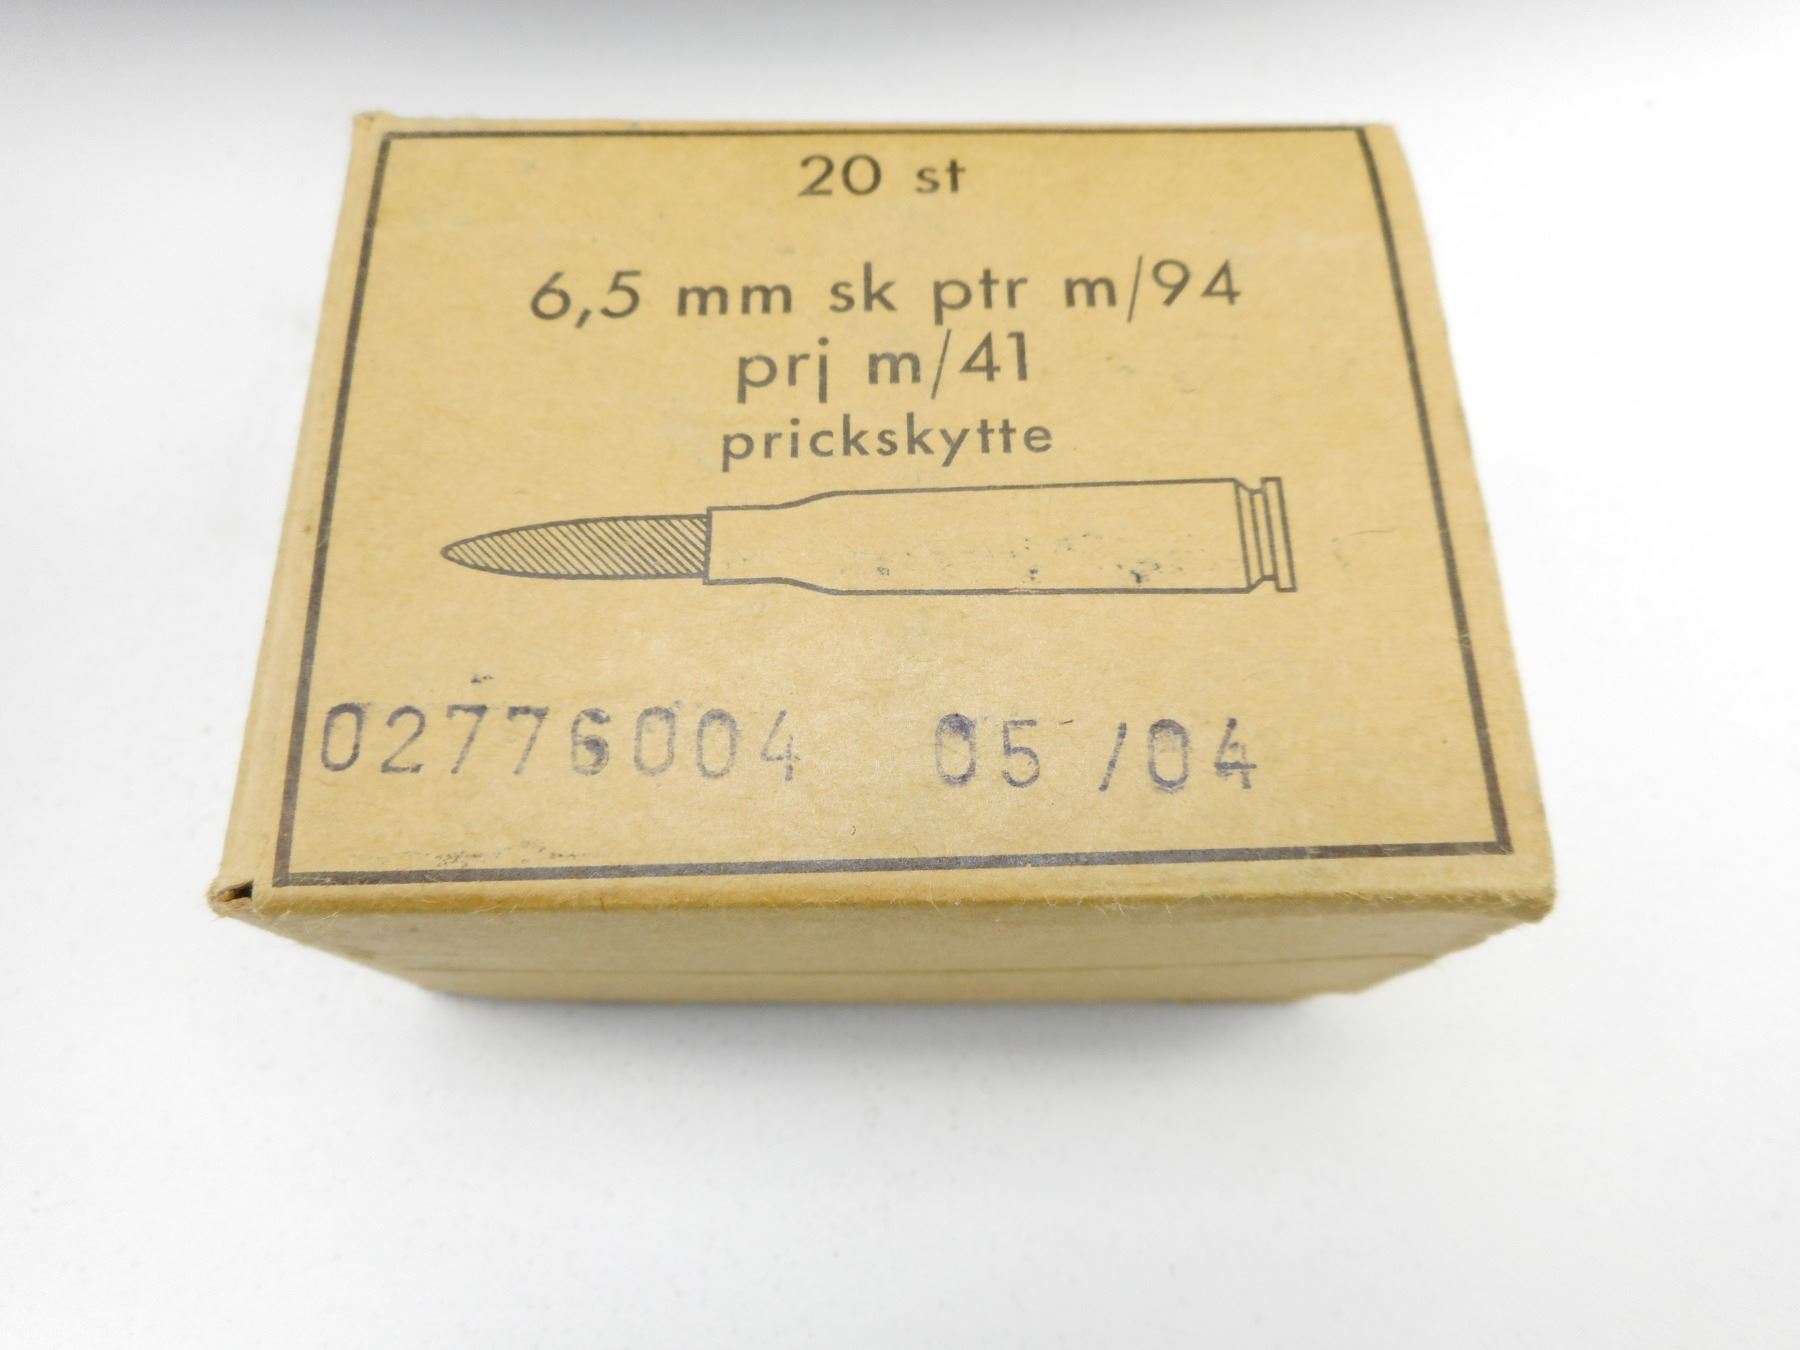 20 st
6,5 mm sk ptr m/94
prj m/41
prickskytte
02776004 05 /04